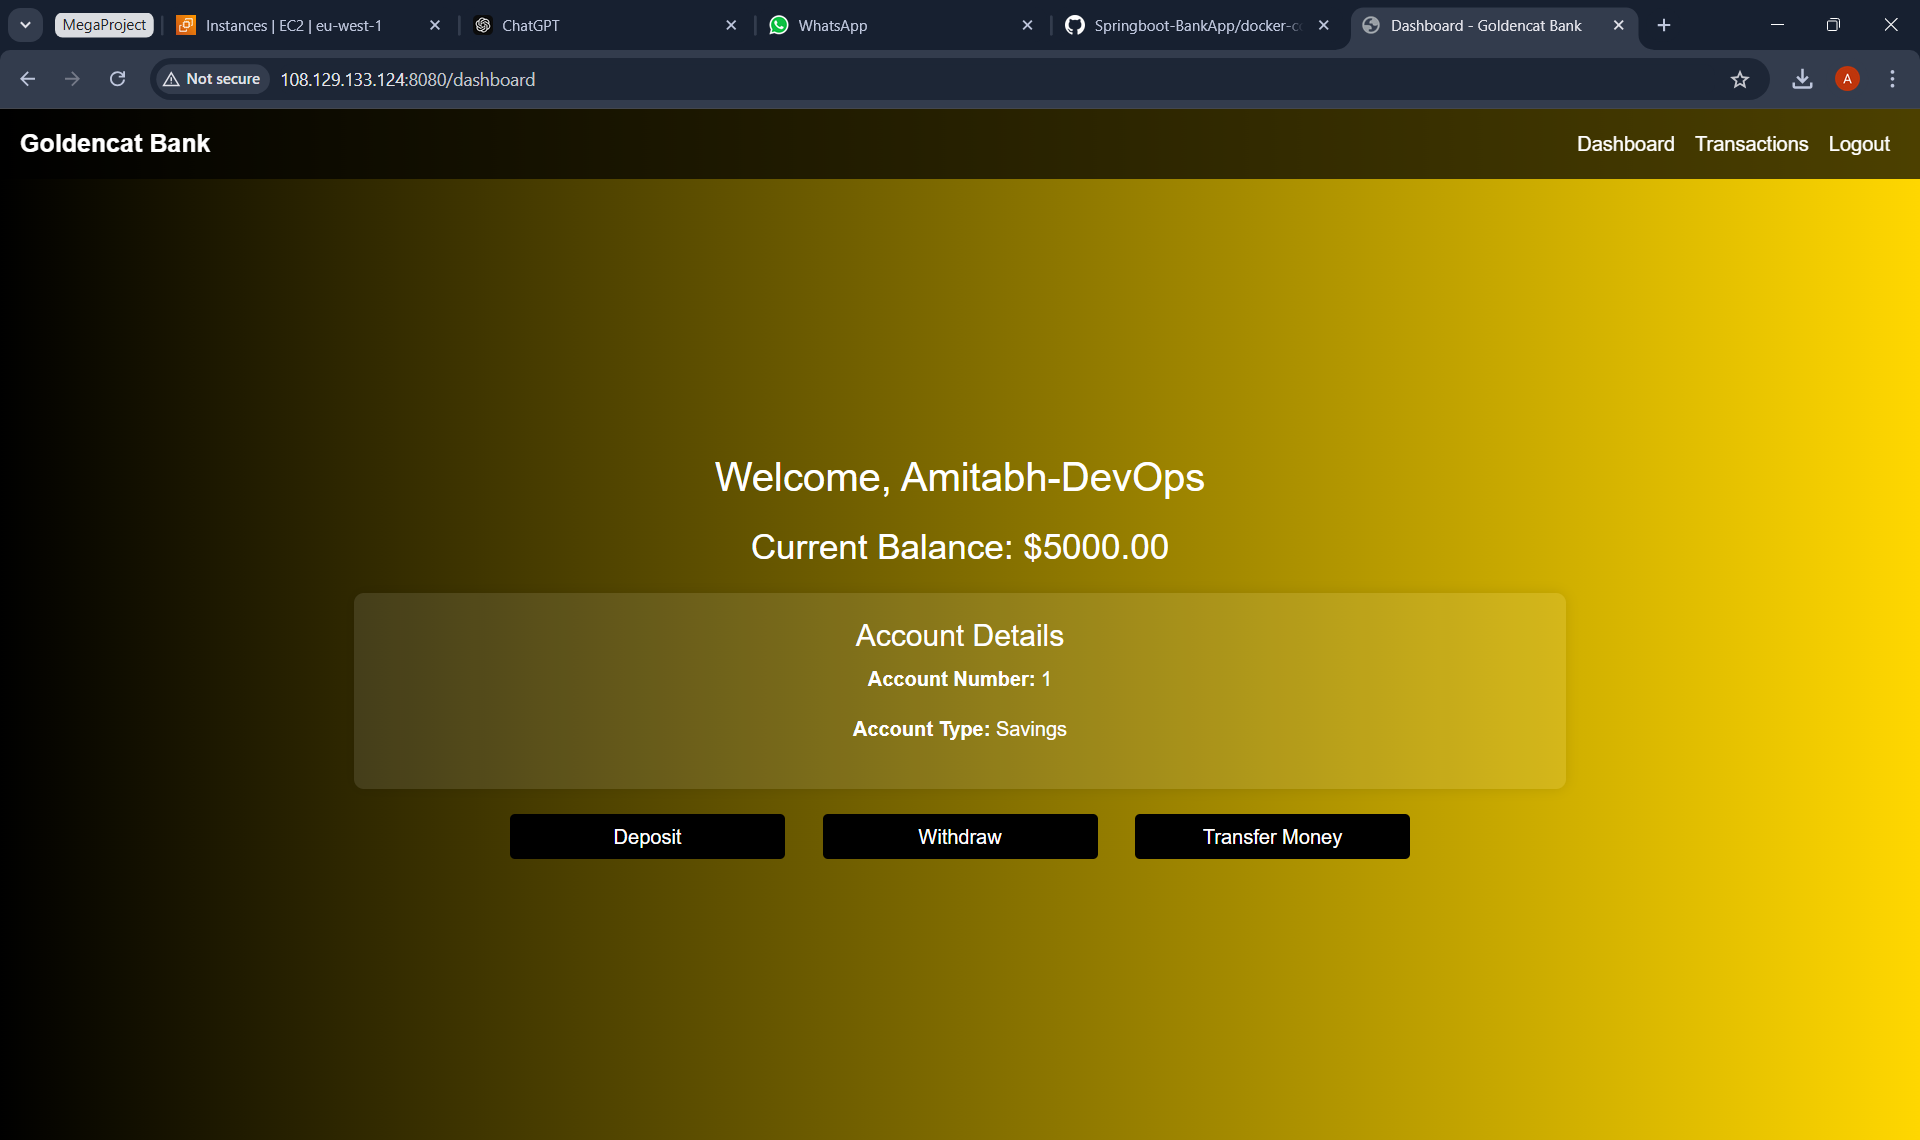 MegaProject
Instances | EC2 | eu-west-1
ChatGPT
WhatsApp
Springboot-BankApp/docker-c
Dashboard - Goldencat Bank
Not secure
108.129.133.124:8080/dashboard
A
Goldencat Bank
Dashboard
Transactions
Logout
Welcome, Amitabh-DevOps
Current Balance: $5000.00
Account Details
Account Number: 1
Account Type: Savings
Deposit
Withdraw
Transfer Money